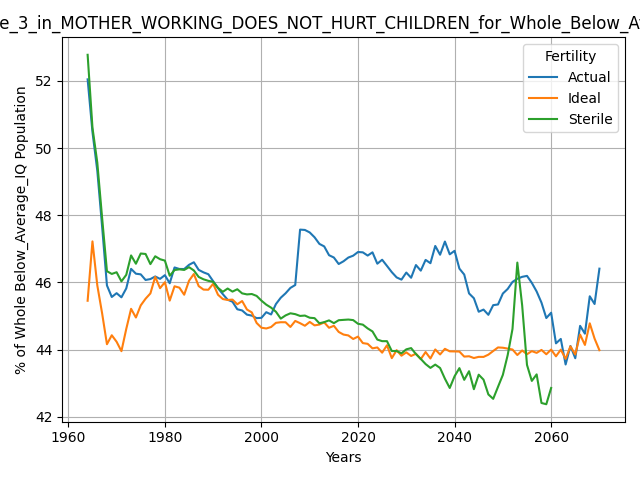 e_3_in_MOTHER_WORKING_DOES_NOT_HURT_CHILDREN_for_Whole_Below_Av
Fertility
Actual
Ideal
Sterile
% of Whole Below_Average_IQ Population
52
50
48
46
44
42
1960
1980
2000
2020
2040
2060
Years